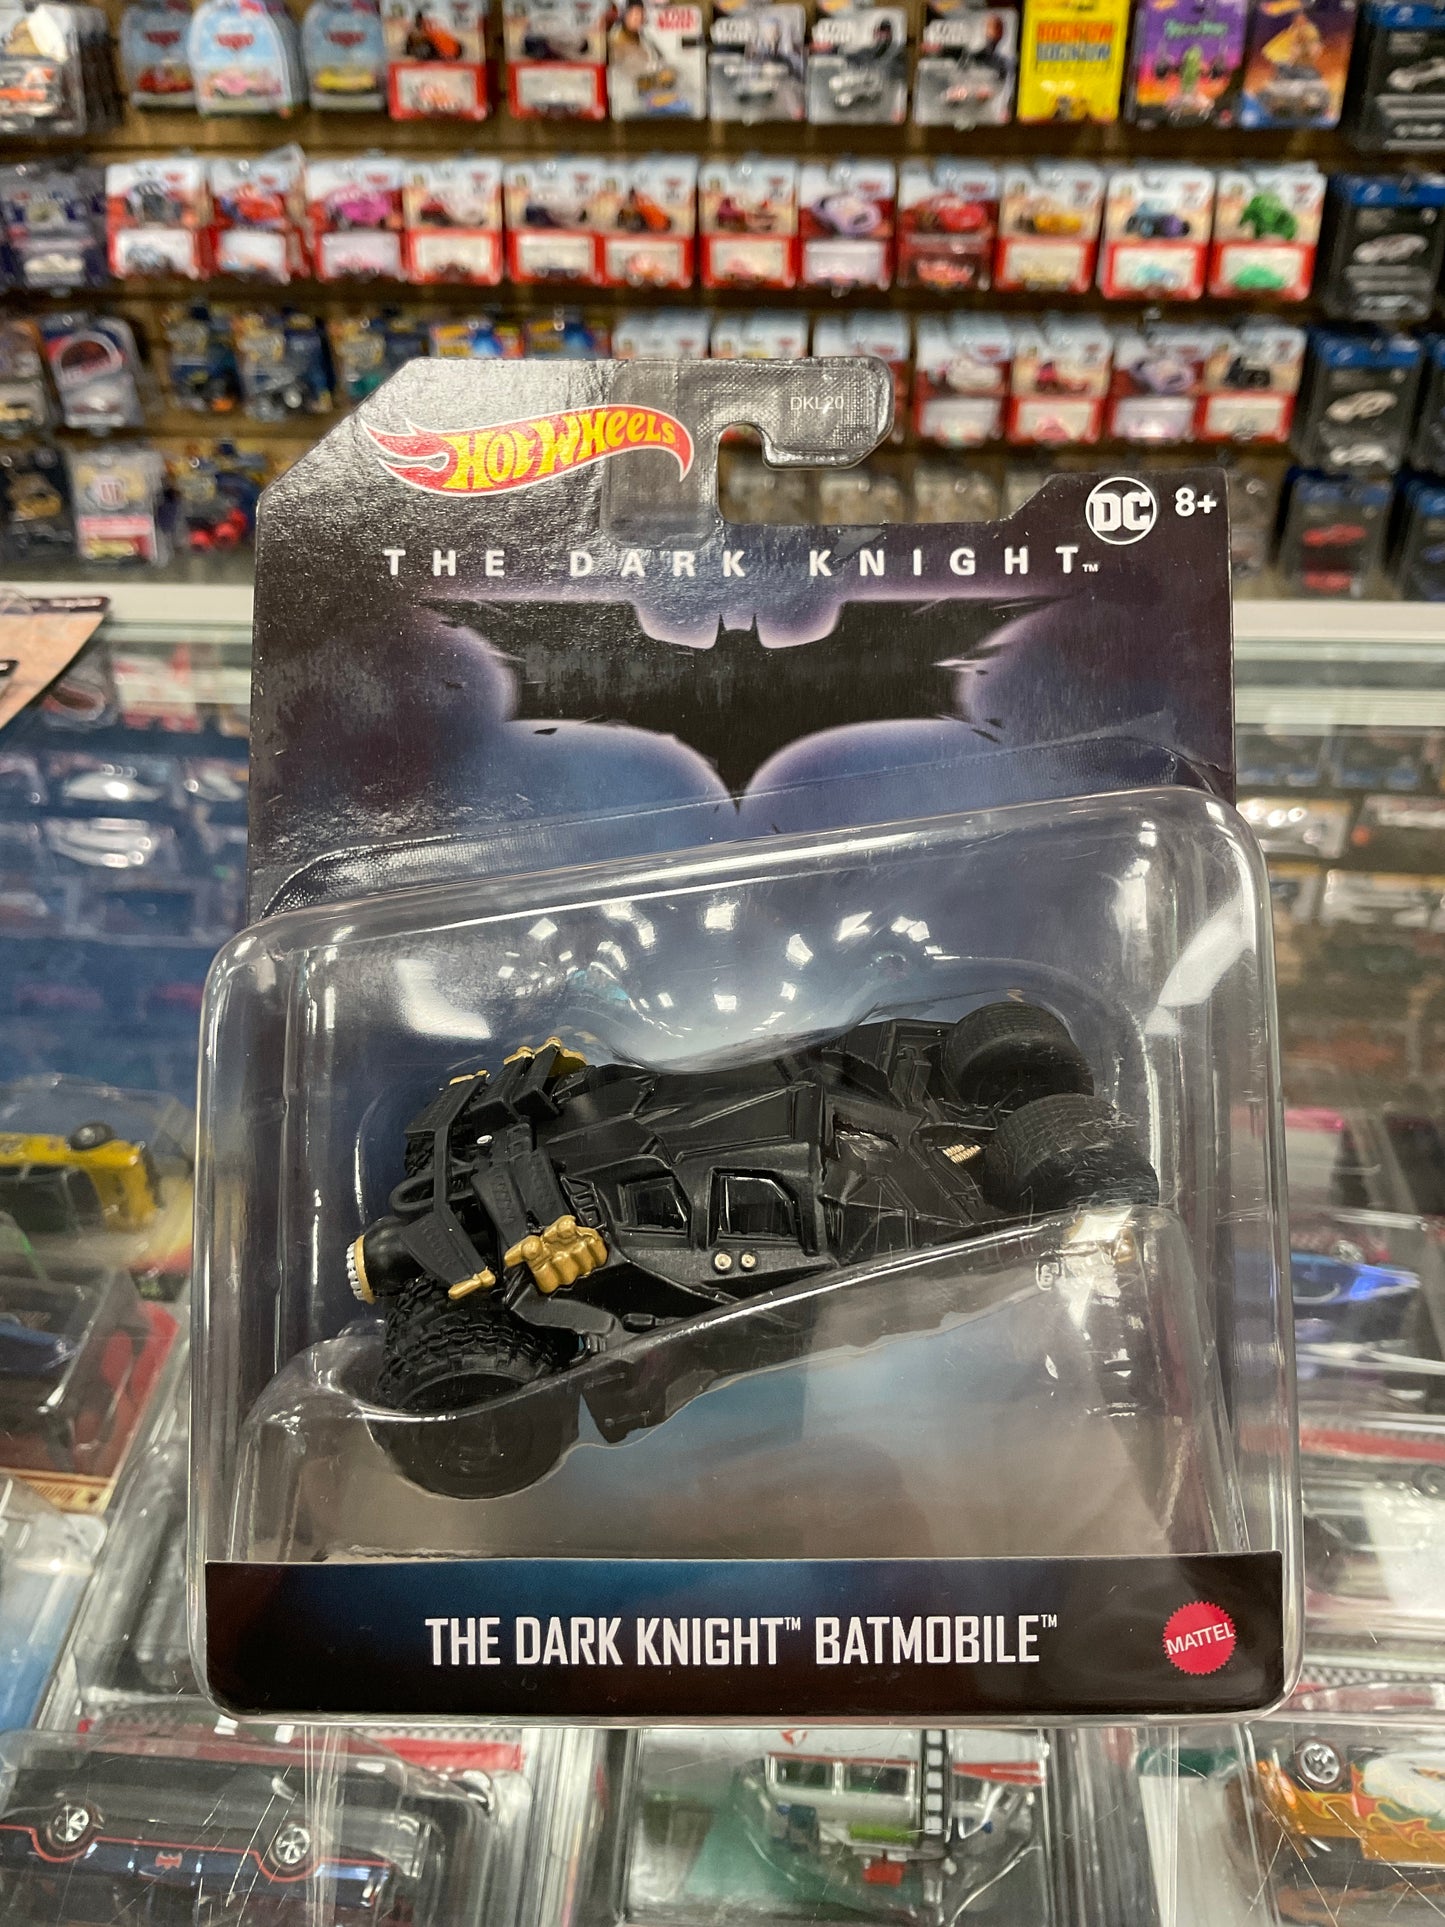 HOT WHEELS
DKL20
DC 8+
THE DARK KNIGHT™
THE DARK KNIGHT™ BATMOBILE™
MATTEL